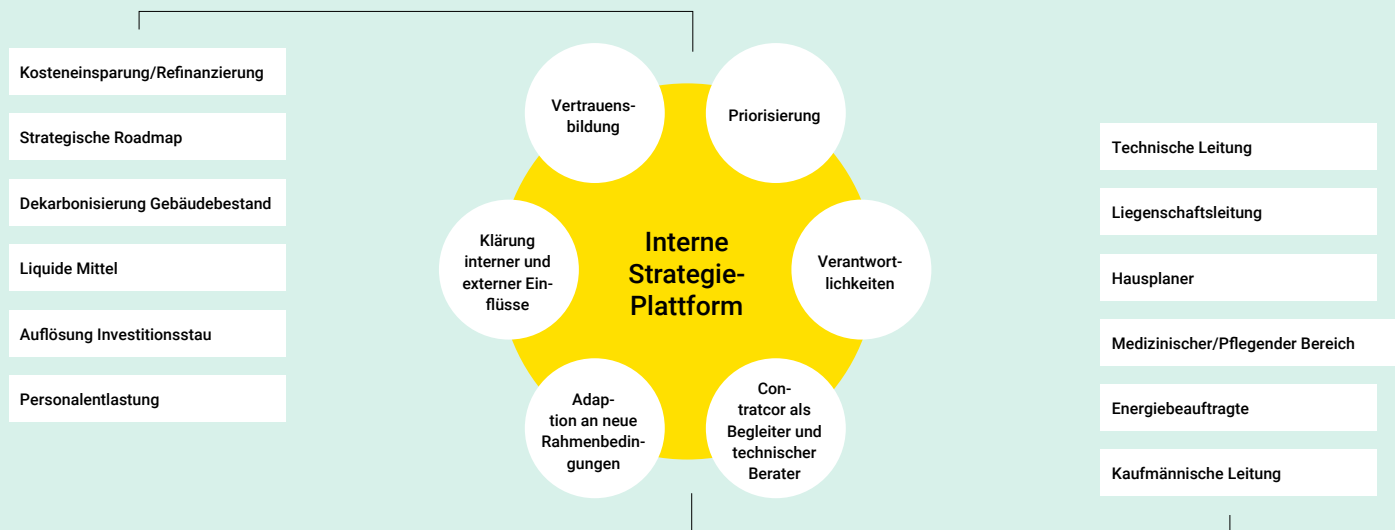 Kosteneinsparung/Refinanzierung
Strategische Roadmap
Dekarbonisierung Gebäudebestand
Liquide Mittel
Auflösung Investitionsstau
Personalentlastung
Interne
Strategie-
Plattform
Vertrauens-
bildung
Priorisierung
Verantwort-
lichkeiten
Con-
tratcor als
Begleiter und
technischer
Berater
Adap-
tion an neue
Rahmenbedin-
gungen
Klärung
interner und
externer Ein-
flüsse
Technische Leitung
Liegenschaftsleitung
Hausplaner
Medizinischer/Pflegender Bereich
Energiebeauftragte
Kaufmännische Leitung